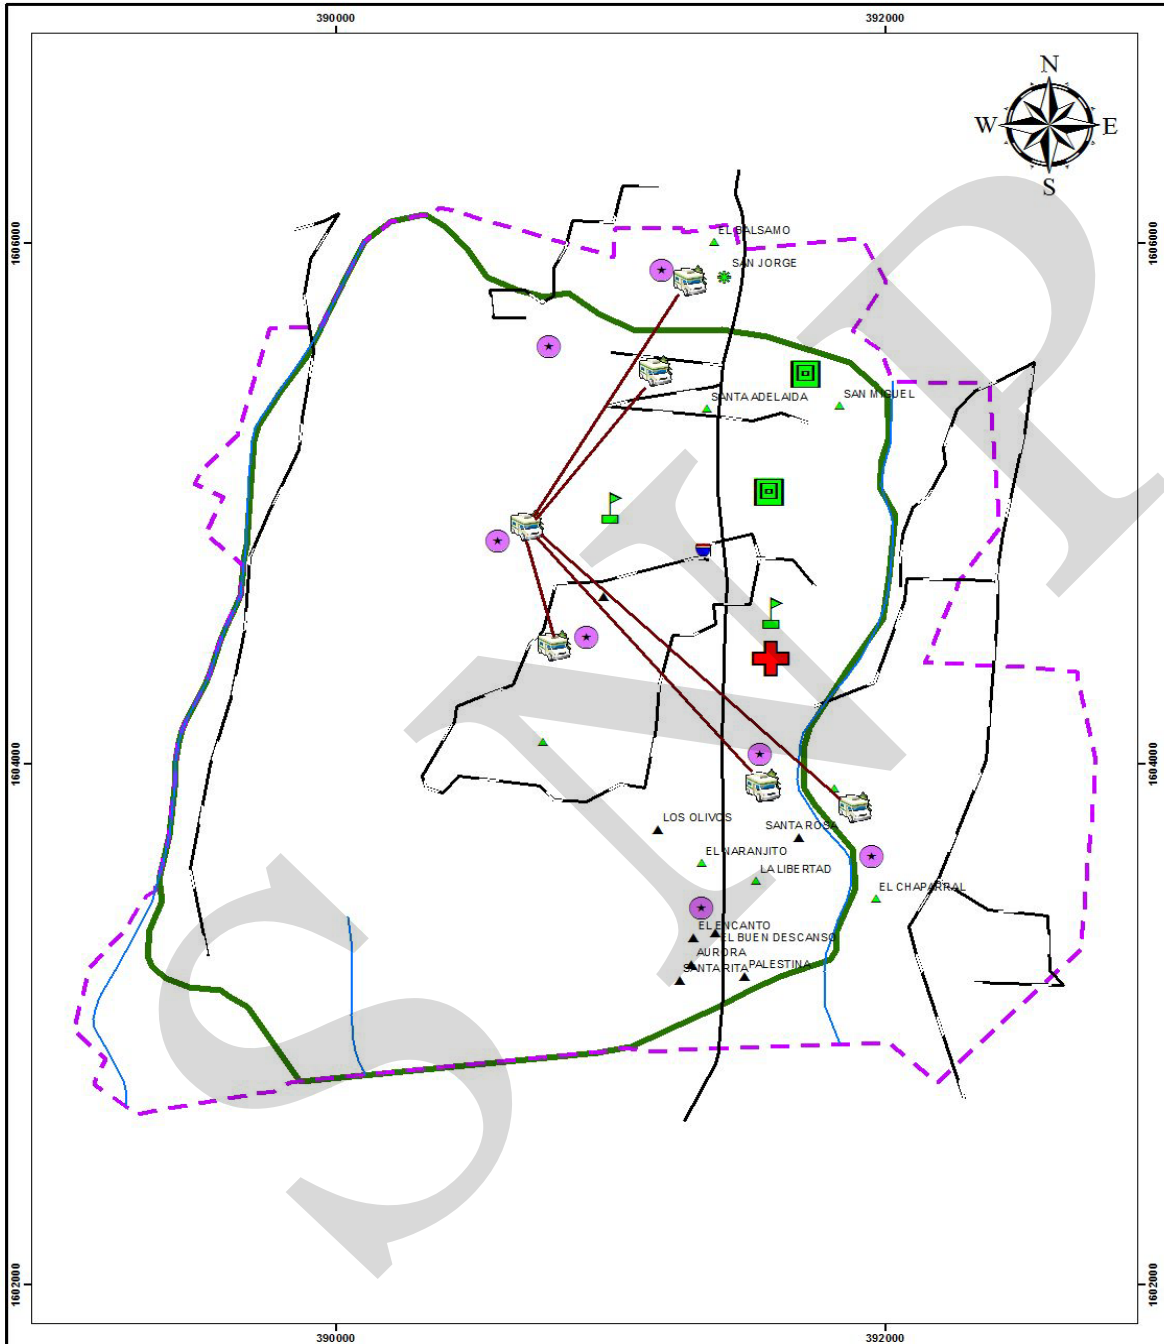 390000
392000
N
W
E
S
1606000
1606000
EL BALSAMO
SAN JORGE
SANTA ADELAIDA
SAN MIGUEL
1604000
1604000
LOS OLIVOS
SANTA ROSA
EL NARANJITO
LA LIBERTAD
EL CHAPARRAL
EL ENCANTO
EL BUEN DESCANSO
AURORA
SANTA RITA
PALESTINA
SNIP
1602000
1602000
390000
392000